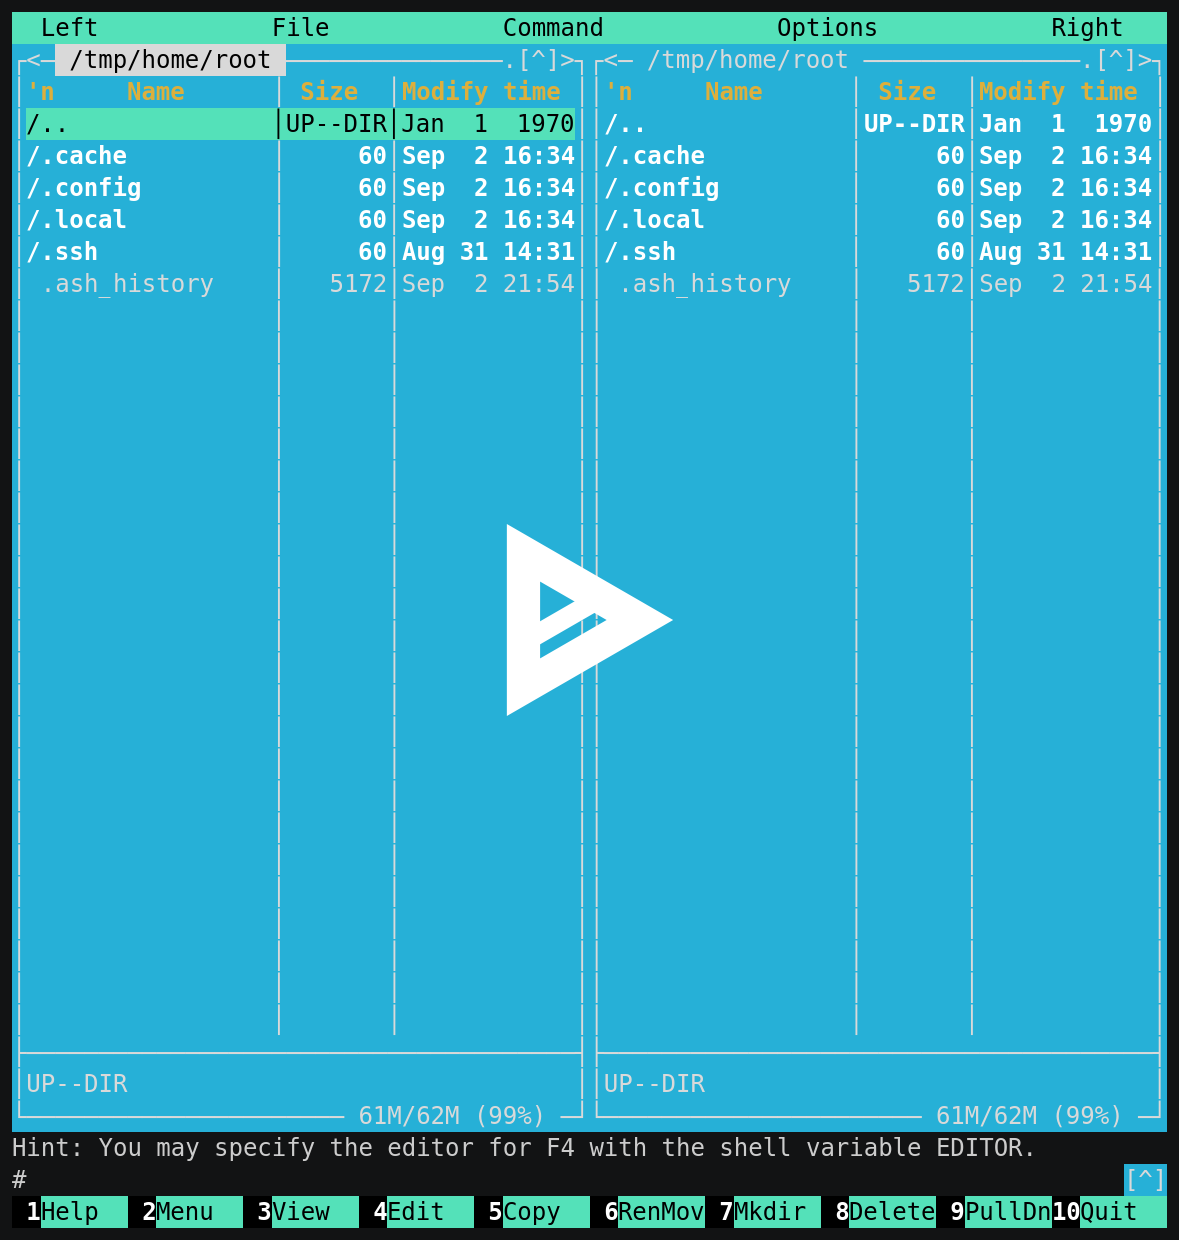 Left File Command Options Right
<─ /tmp/home/root .[^]> <─ /tmp/home/root .[^]>
'n Name Size Modify time 'n Name Size Modify time
/.. UP--DIR Jan 1 1970 /.. UP--DIR Jan 1 1970
/.cache 60 Sep 2 16:34 /.cache 60 Sep 2 16:34
/.config 60 Sep 2 16:34 /.config 60 Sep 2 16:34
/.local 60 Sep 2 16:34 /.local 60 Sep 2 16:34
/.ssh 60 Aug 31 14:31 /.ssh 60 Aug 31 14:31
.ash_history 5172 Sep 2 21:54 .ash_history 5172 Sep 2 21:54
UP--DIR UP--DIR
61M/62M (99%) 61M/62M (99%)
Hint: You may specify the editor for F4 with the shell variable EDITOR.
# [^]
1Help 2Menu 3View 4Edit 5Copy 6RenMov 7Mkdir 8Delete 9PullDn 10Quit